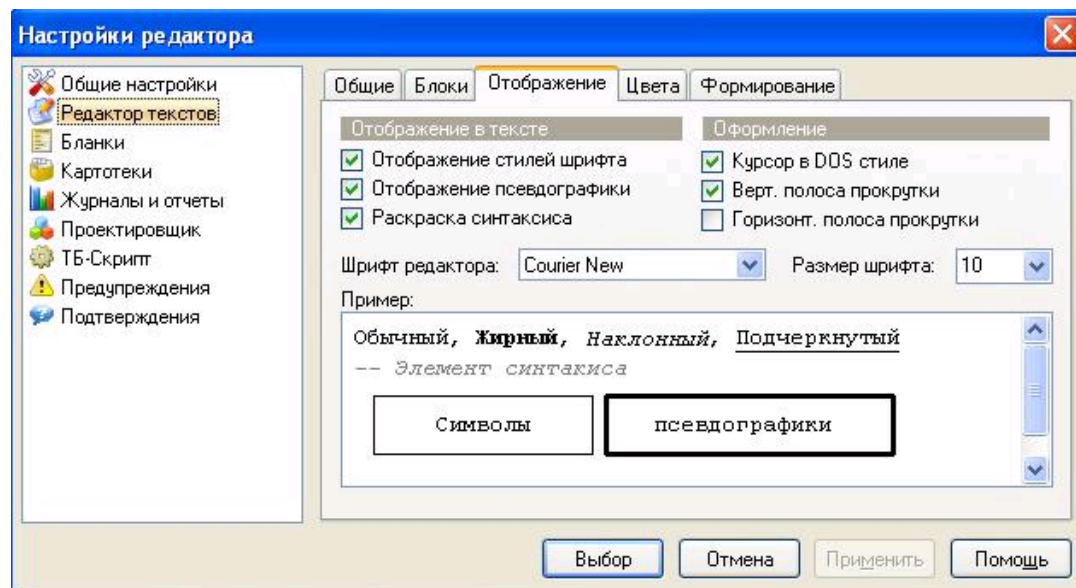 Настройки редактора
Общие настройки
Редактор текстов
Бланки
Картотеки
Журналы и отчеты
Проектировщик
ТБ-Скрипт
Предупреждения
Подтверждения
Общие Блоки Отображение Цвета Формирование
Отображение в тексте
Отображение стилей шрифта
Отображение псевдографики
Раскраска синтаксиса
Оформление
Курсор в DOS стиле
Верт. полоса прокрутки
Горизонт. полоса прокрутки
Шрифт редактора: Courier New Размер шрифта: 10
Пример:
Обычный, Жирный, Наклонный, Подчеркнутый
-- Элемент синтакиса
Символы псевдографики
Выбор Отмена Применить Помощь